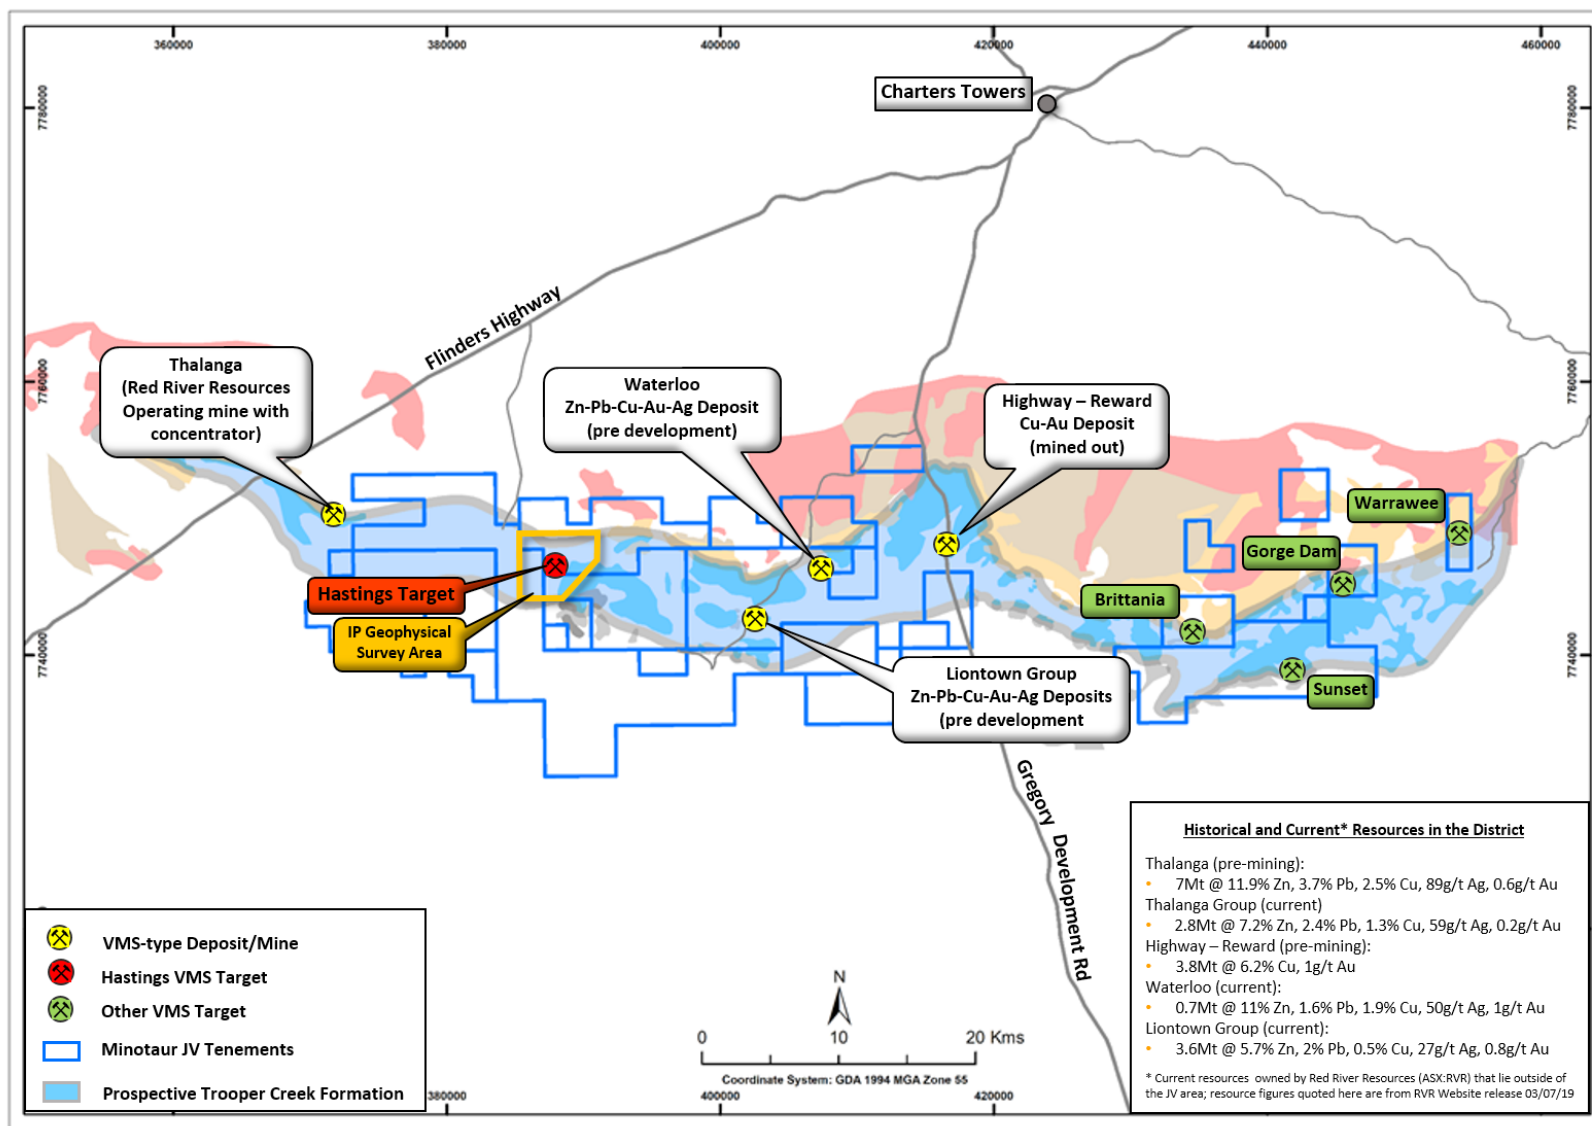 360000
380000
400000
420000
440000
460000
7780000
7780000
Charters Towers
Flinders Highway
7760000
7760000
Thalanga
(Red River Resources
Operating mine with
concentrator)
Waterloo
Zn-Pb-Cu-Au-Ag Deposit
(pre development)
Highway – Reward
Cu-Au Deposit
(mined out)
Warrawee
Gorge Dam
Brittania
Sunset
Hastings Target
IP Geophysical
Survey Area
7740000
7740000
Liontown Group
Zn-Pb-Cu-Au-Ag Deposits
(pre development
Gregory Development Rd
Historical and Current* Resources in the District
Thalanga (pre-mining):
• 7Mt @ 11.9% Zn, 3.7% Pb, 2.5% Cu, 89g/t Ag, 0.6g/t Au
Thalanga Group (current)
• 2.8Mt @ 7.2% Zn, 2.4% Pb, 1.3% Cu, 59g/t Ag, 0.2g/t Au
Highway – Reward (pre-mining):
• 3.8Mt @ 6.2% Cu, 1g/t Au
Waterloo (current):
• 0.7Mt @ 11% Zn, 1.6% Pb, 1.9% Cu, 50g/t Ag, 1g/t Au
Liontown Group (current):
• 3.6Mt @ 5.7% Zn, 2% Pb, 0.5% Cu, 27g/t Ag, 0.8g/t Au
* Current resources owned by Red River Resources (ASX:RVR) that lie outside of
the JV area; resource figures quoted here are from RVR Website release 03/07/19
VMS-type Deposit/Mine
Hastings VMS Target
Other VMS Target
Minotaur JV Tenements
Prospective Trooper Creek Formation
N
0 10 20 Kms
Coordinate System: GDA 1994 MGA Zone 55
380000
400000
420000